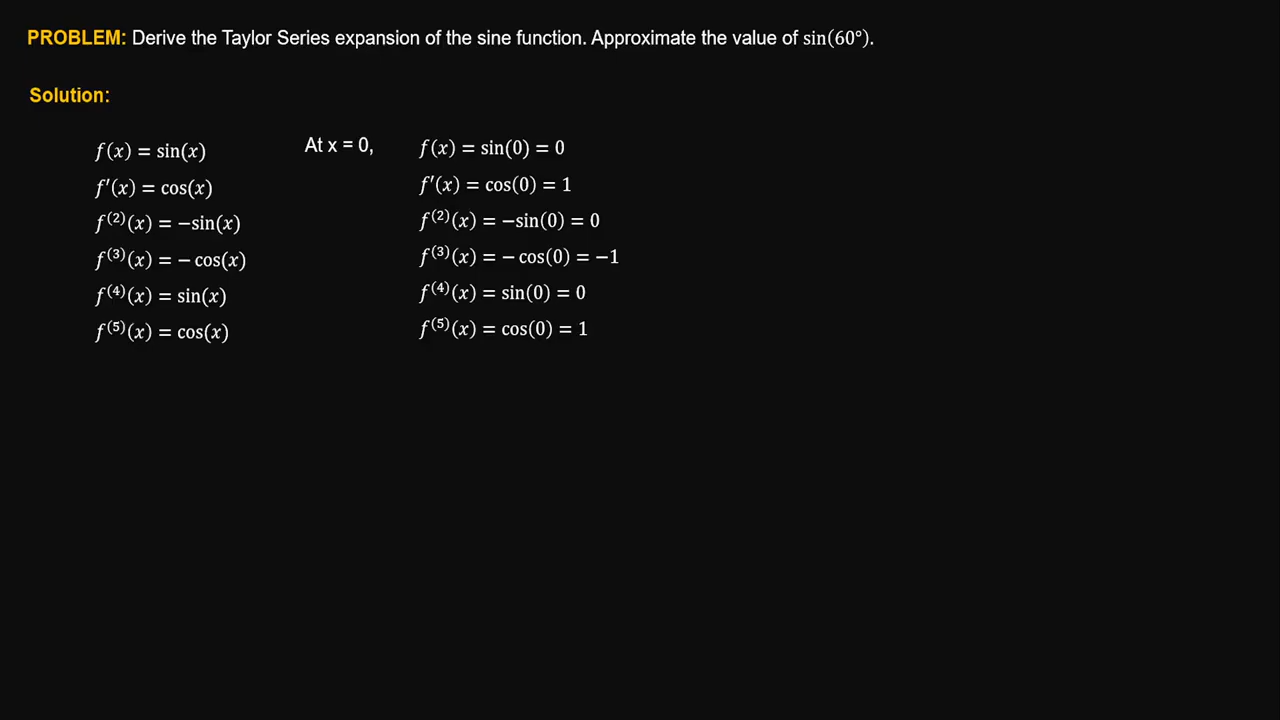 PROBLEM: Derive the Taylor Series expansion of the sine function. Approximate the value of sin(60°).
Solution:
f(x) = sin(x)
f′(x) = cos(x)
f⁽²⁾(x) = −sin(x)
f⁽³⁾(x) = − cos(x)
f⁽⁴⁾(x) = sin(x)
f⁽⁵⁾(x) = cos(x)
At x = 0,
f(x) = sin(0) = 0
f′(x) = cos(0) = 1
f⁽²⁾(x) = −sin(0) = 0
f⁽³⁾(x) = − cos(0) = −1
f⁽⁴⁾(x) = sin(0) = 0
f⁽⁵⁾(x) = cos(0) = 1